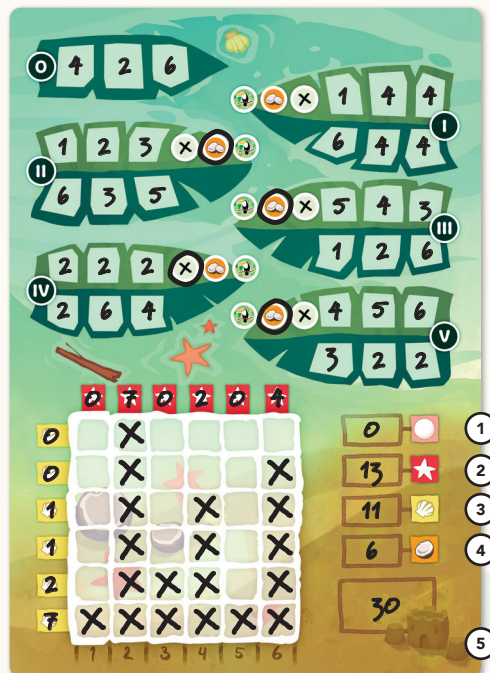 0 4 2 6
× 1 4 4
I
6 4 4
1 2 3 ×
II
6 3 5
× 5 4 3
III
1 2 6
2 2 2 ×
IV
2 6 4
× 4 5 6
V
3 2 2
0 7 0 2 0 4
0 X 0 1
0 X X 13 2
1 X X X 11 3
1 X X X 6 4
2 X X X X
30
7 X X X X X X
5
1 2 3 4 5 6